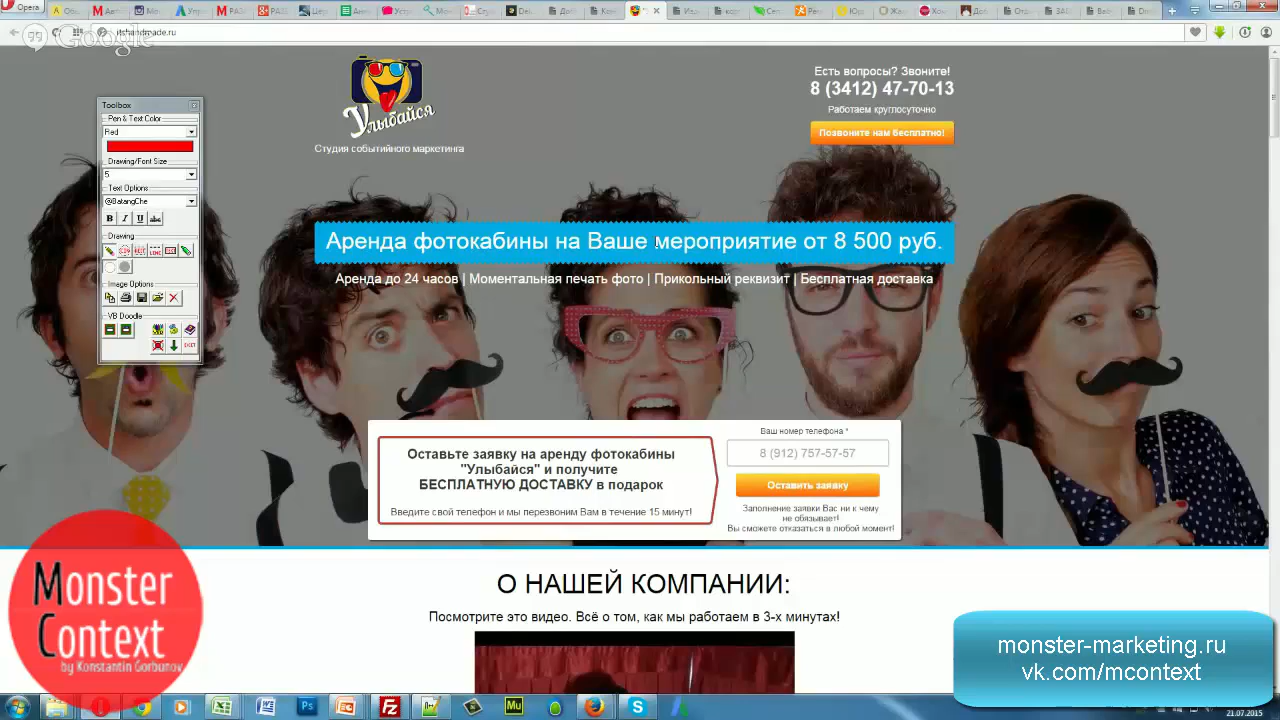 Opera
itshandmade.ru
Google
Toolbox
Pen & Text Color
Red
Drawing/Font Size
5
Text Options
@BatangChe
B I U abc
Drawing
Image Options
VB Doodle
EXIT
Улыбайся
Студия событийного маркетинга
Есть вопросы? Звоните!
8 (3412) 47-70-13
Работаем круглосуточно
Позвоните нам бесплатно!
Аренда фотокабины на Ваше мероприятие от 8 500 руб.
Аренда до 24 часов | Моментальная печать фото | Прикольный реквизит | Бесплатная доставка
Оставьте заявку на аренду фотокабины
"Улыбайся" и получите
БЕСПЛАТНУЮ ДОСТАВКУ в подарок
Введите свой телефон и мы перезвоним Вам в течение 15 минут!
Ваш номер телефона *
8 (912) 757-57-57
Оставить заявку
Заполнение заявки Вас ни к чему
не обязывает!
Вы сможете отказаться в любой момент!
О НАШЕЙ КОМПАНИИ:
Посмотрите это видео. Всё о том, как мы работаем в 3-х минутах!
Monster
Context
by Konstantin Gorbunov
monster-marketing.ru
vk.com/mcontext
21.07.2015